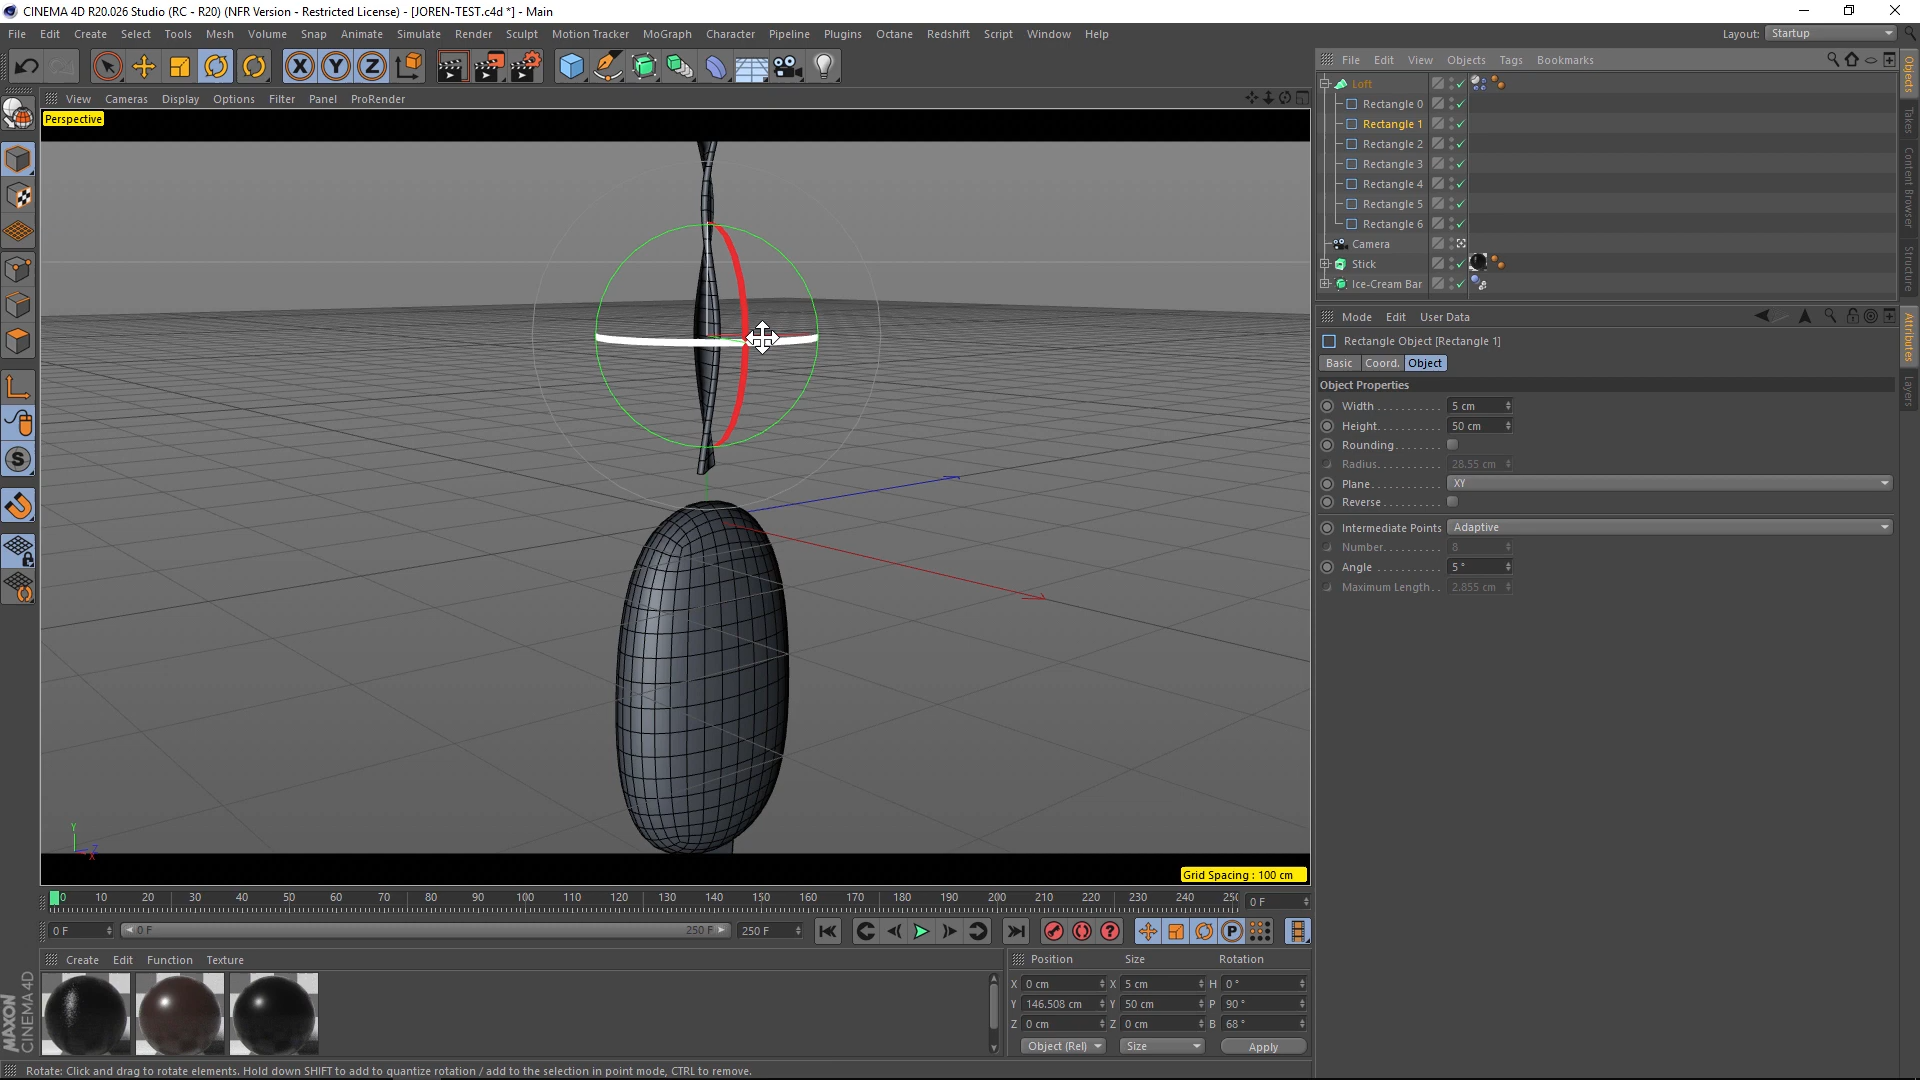 CINEMA 4D R20.026 Studio (RC - R20) (NFR Version - Restricted License) - [JOREN-TEST.c4d *] - Main
File Edit Create Select Tools Mesh Volume Snap Animate Simulate Render Sculpt Motion Tracker MoGraph Character Pipeline Plugins Octane Redshift Script Window Help
Layout: Startup
View Cameras Display Options Filter Panel ProRender
Perspective
File Edit View Objects Tags Bookmarks
Loft
Rectangle 0
Rectangle 1
Rectangle 2
Rectangle 3
Rectangle 4
Rectangle 5
Rectangle 6
Camera
Stick
Ice-Cream Bar
Objects
Takes
Content Browser
Structure
Attributes
Layers
Mode Edit User Data
Rectangle Object [Rectangle 1]
Basic Coord. Object
Object Properties
Width 5 cm
Height 50 cm
Rounding
Radius 28.55 cm
Plane XY
Reverse
Intermediate Points Adaptive
Number 8
Angle 5 °
Maximum Length 2.855 cm
Y
Z
X
Grid Spacing : 100 cm
0 10 20 30 40 50 60 70 80 90 100 110 120 130 140 150 160 170 180 190 200 210 220 230 240 250
0 F
0 F 0 F 250 F 250 F
Create Edit Function Texture
Position Size Rotation
X 0 cm X 5 cm H 0 °
Y 146.508 cm Y 50 cm P 90 °
Z 0 cm Z 0 cm B 68 °
Object (Rel) Size Apply
MAXON
CINEMA 4D
Rotate: Click and drag to rotate elements. Hold down SHIFT to add to quantize rotation / add to the selection in point mode, CTRL to remove.